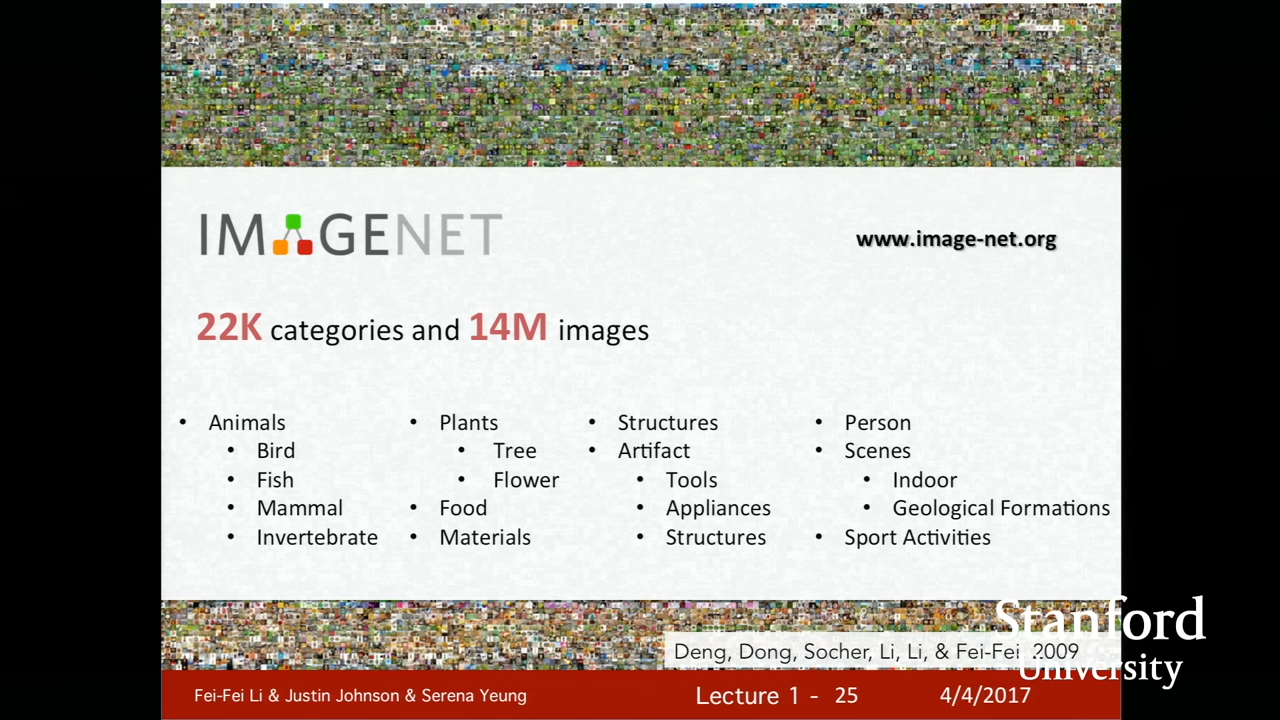 IMAGENET
www.image-net.org
22K categories and 14M images
• Animals
• Bird
• Fish
• Mammal
• Invertebrate
• Plants
• Tree
• Flower
• Food
• Materials
• Structures
• Artifact
• Tools
• Appliances
• Structures
• Person
• Scenes
• Indoor
• Geological Formations
• Sport Activities
Deng, Dong, Socher, Li, Li, & Fei-Fei, 2009
Stanford
University
Fei-Fei Li & Justin Johnson & Serena Yeung
Lecture 1 - 25
4/4/2017